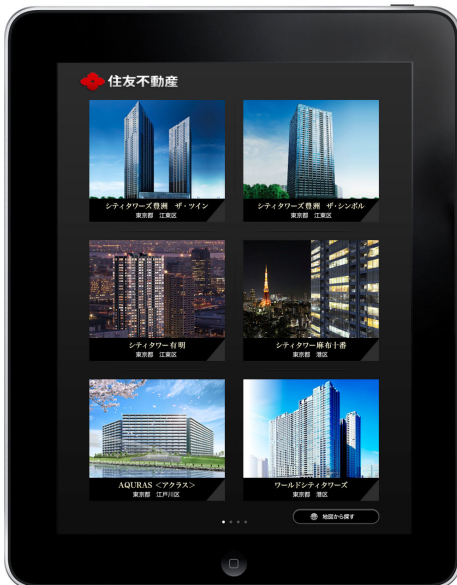 住友不動産
シティタワーズ豊洲 ザ・ツイン
東京都 江東区
シティタワーズ豊洲 ザ・シンボル
東京都 江東区
シティタワー有明
東京都 江東区
シティタワー麻布十番
東京都 港区
AQURAS <アクラス>
東京都 江戸川区
ワールドシティタワーズ
東京都 港区
地図から探す